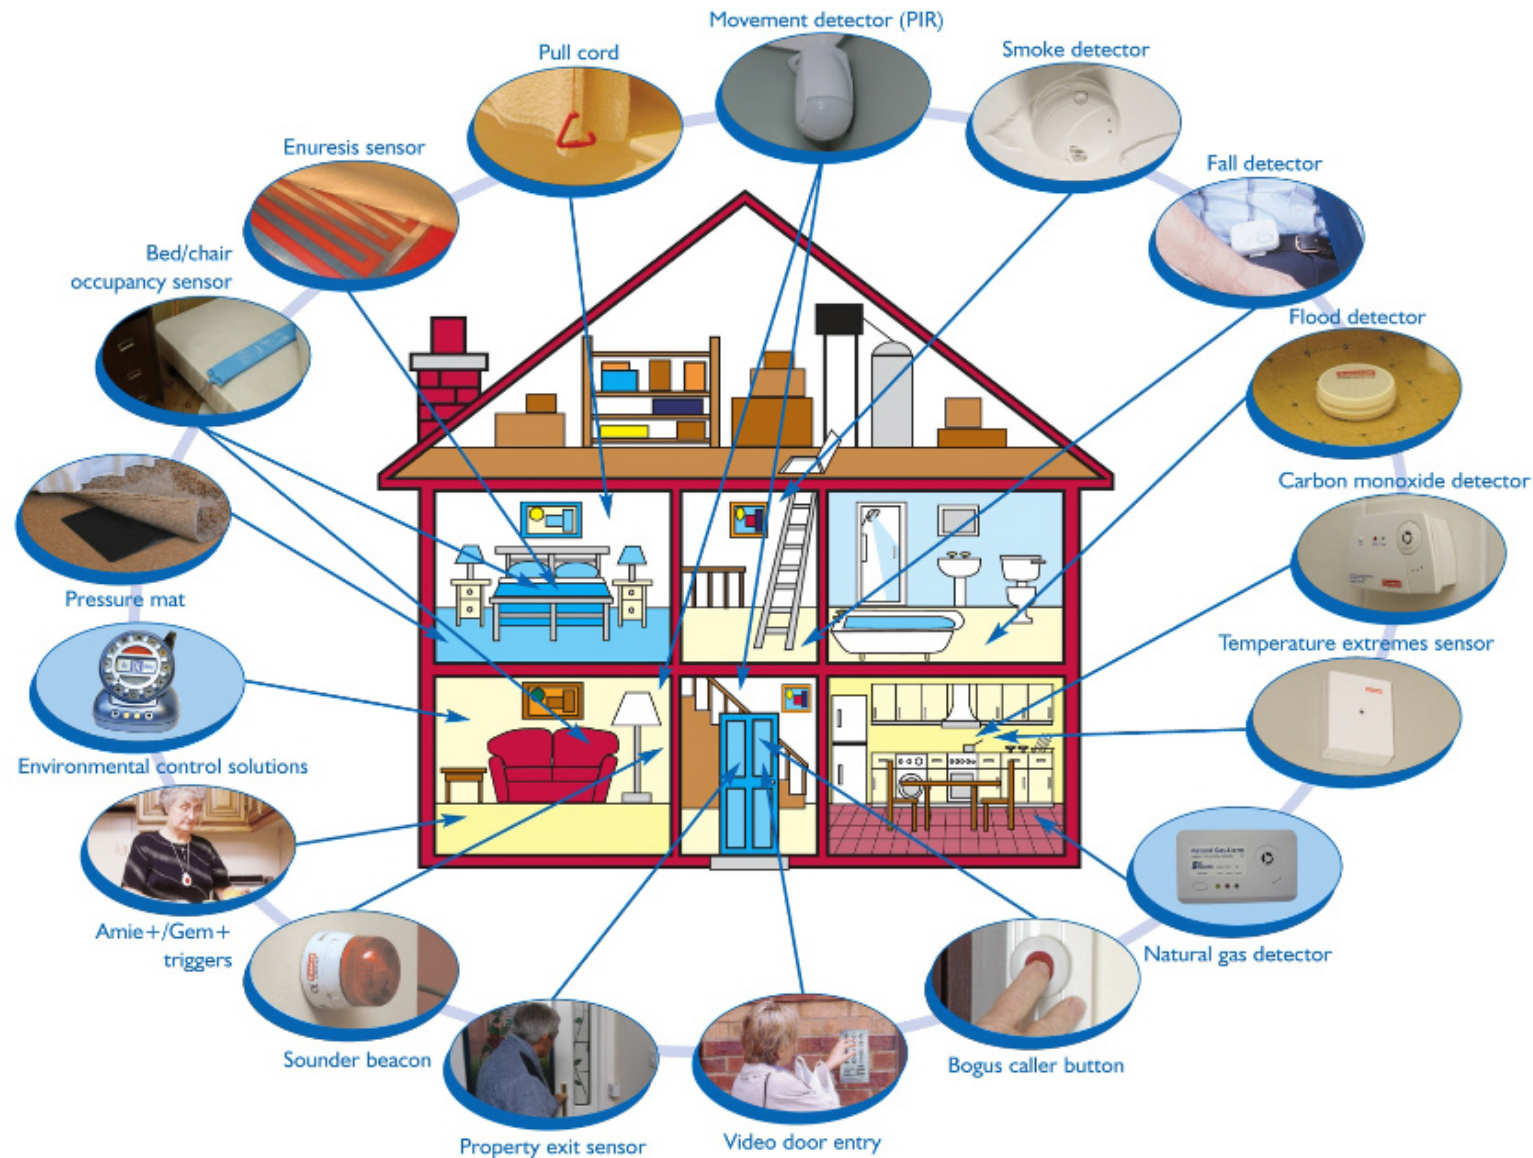 Movement detector (PIR)
Pull cord
Smoke detector
Enuresis sensor
Fall detector
Bed/chair
occupancy sensor
Flood detector
Carbon monoxide detector
Pressure mat
Temperature extremes sensor
Environmental control solutions
Amie+/Gem+
triggers
Natural gas detector
Sounder beacon
Bogus caller button
Property exit sensor
Video door entry